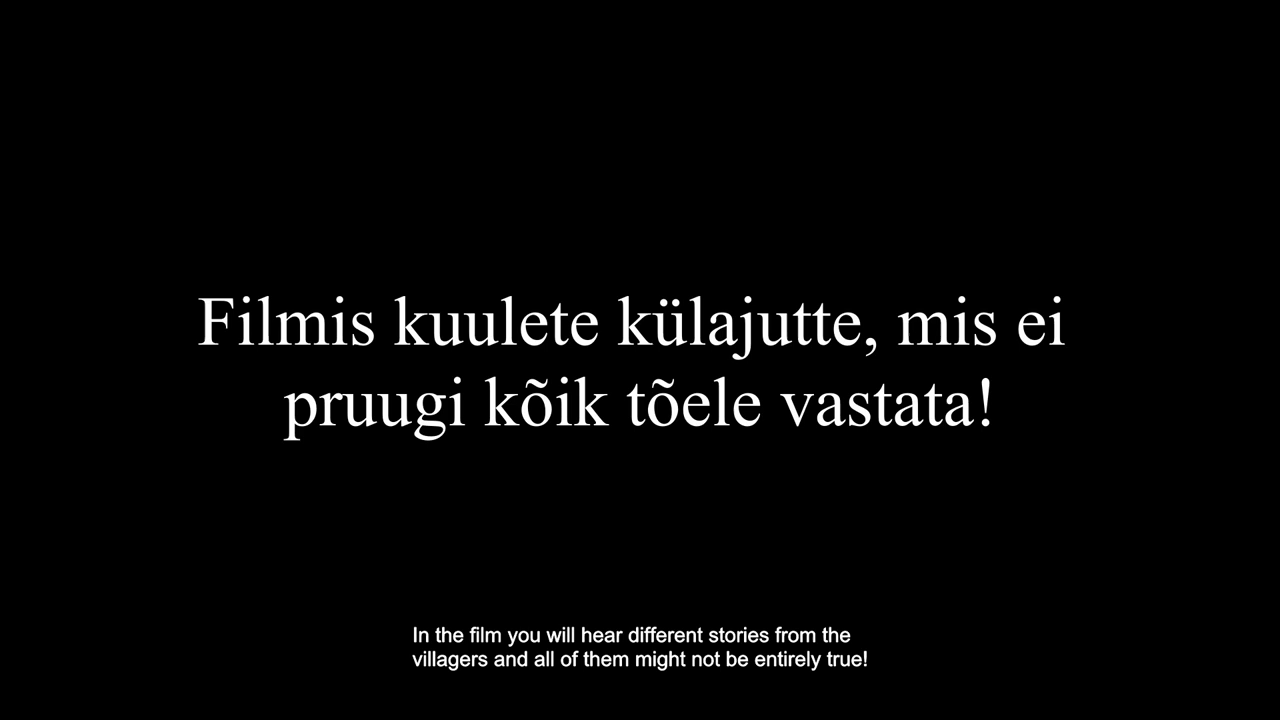 Filmis kuulete külajutte, mis ei
pruugi kõik tõele vastata!
In the film you will hear different stories from the
villagers and all of them might not be entirely true!